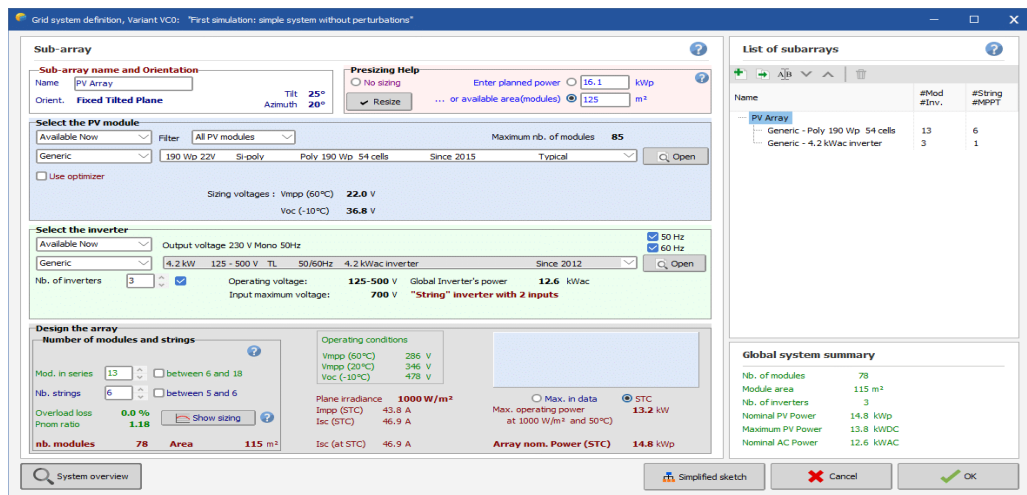 Grid system definition, Variant VC0: "First simulation: simple system without perturbations"
Sub-array
Sub-array name and Orientation
Name PV Array
Tilt 25°
Orient. Fixed Tilted Plane Azimuth 20°
Presizing Help
No sizing Enter planned power 16.1 kWp
Resize ... or available area(modules) 125 m²
Select the PV module
Available Now Filter All PV modules Maximum nb. of modules 85
Generic 190 Wp 22V Si-poly Poly 190 Wp 54 cells Since 2015 Typical Open
Use optimizer
Sizing voltages : Vmpp (60°C) 22.0 V
Voc (-10°C) 36.8 V
Select the inverter
50 Hz
Available Now Output voltage 230 V Mono 50Hz 60 Hz
Generic 4.2 kW 125 - 500 V TL 50/60Hz 4.2 kWac inverter Since 2012 Open
Nb. of inverters 3 Operating voltage: 125-500 V Global Inverter's power 12.6 kWac
Input maximum voltage: 700 V "String" inverter with 2 inputs
Design the array
Number of modules and strings
Mod. in series 13 between 6 and 18
Nb. strings 6 between 5 and 6
Overload loss 0.0 %
Pnom ratio 1.18 Show sizing
nb. modules 78 Area 115 m²
Operating conditions
Vmpp (60°C) 286 V
Vmpp (20°C) 346 V
Voc (-10°C) 478 V
Plane irradiance 1000 W/m²
Impp (STC) 43.8 A
Isc (STC) 46.9 A
Isc (at STC) 46.9 A
Max. in data STC
Max. operating power 13.2 kW
at 1000 W/m² and 50°C)
Array nom. Power (STC) 14.8 kWp
List of subarrays
Name #Mod #String
#Inv. #MPPT
PV Array
Generic - Poly 190 Wp 54 cells 13 6
Generic - 4.2 kWac inverter 3 1
Global system summary
Nb. of modules 78
Module area 115 m²
Nb. of inverters 3
Nominal PV Power 14.8 kWp
Maximum PV Power 13.8 kWDC
Nominal AC Power 12.6 kWAC
System overview Simplified sketch Cancel OK